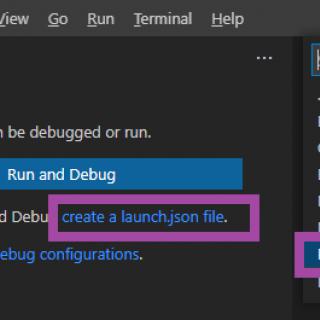 View Go Run Terminal Help
...
n be debugged or run.
Run and Debug
nd Debu create a launch.json file.
ebug configurations.